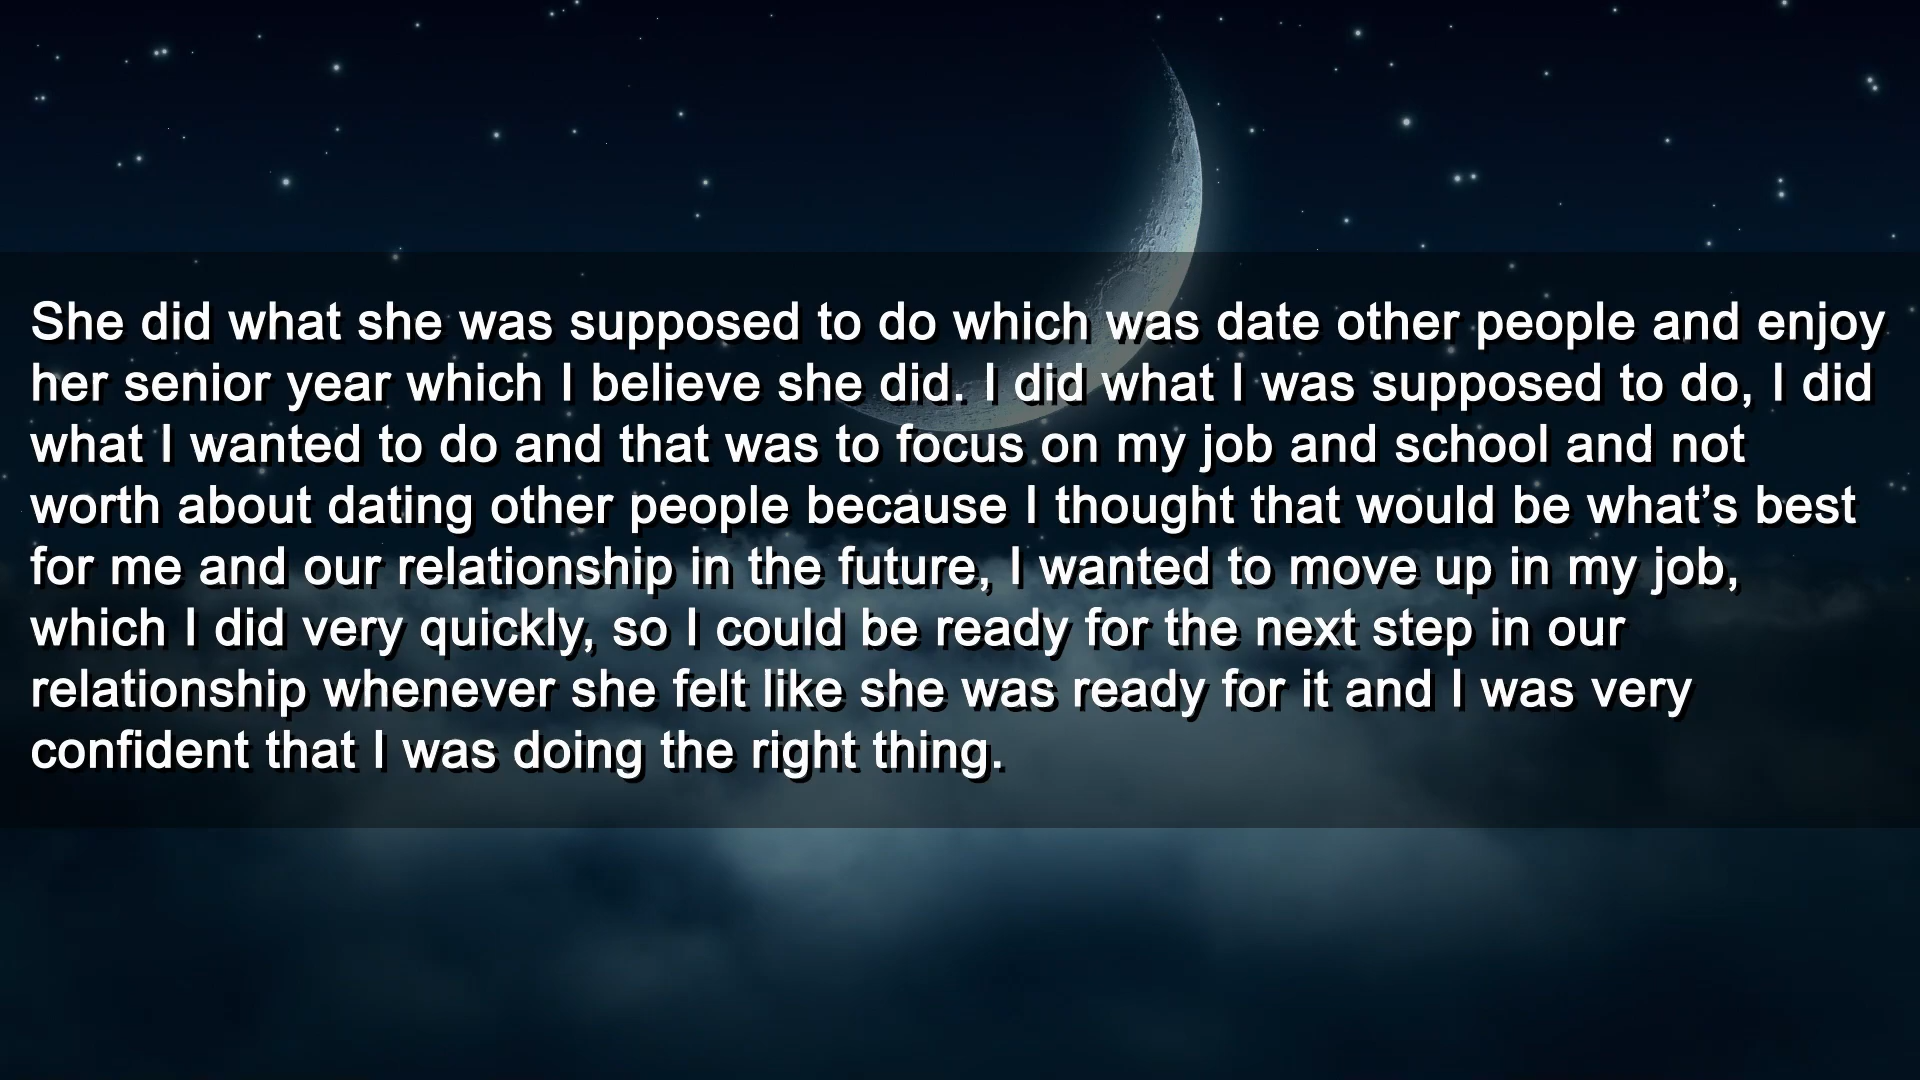 She did what she was supposed to do which was date other people and enjoy
her senior year which I believe she did. I did what I was supposed to do, I did
what I wanted to do and that was to focus on my job and school and not
worth about dating other people because I thought that would be what’s best
for me and our relationship in the future, I wanted to move up in my job,
which I did very quickly, so I could be ready for the next step in our
relationship whenever she felt like she was ready for it and I was very
confident that I was doing the right thing.